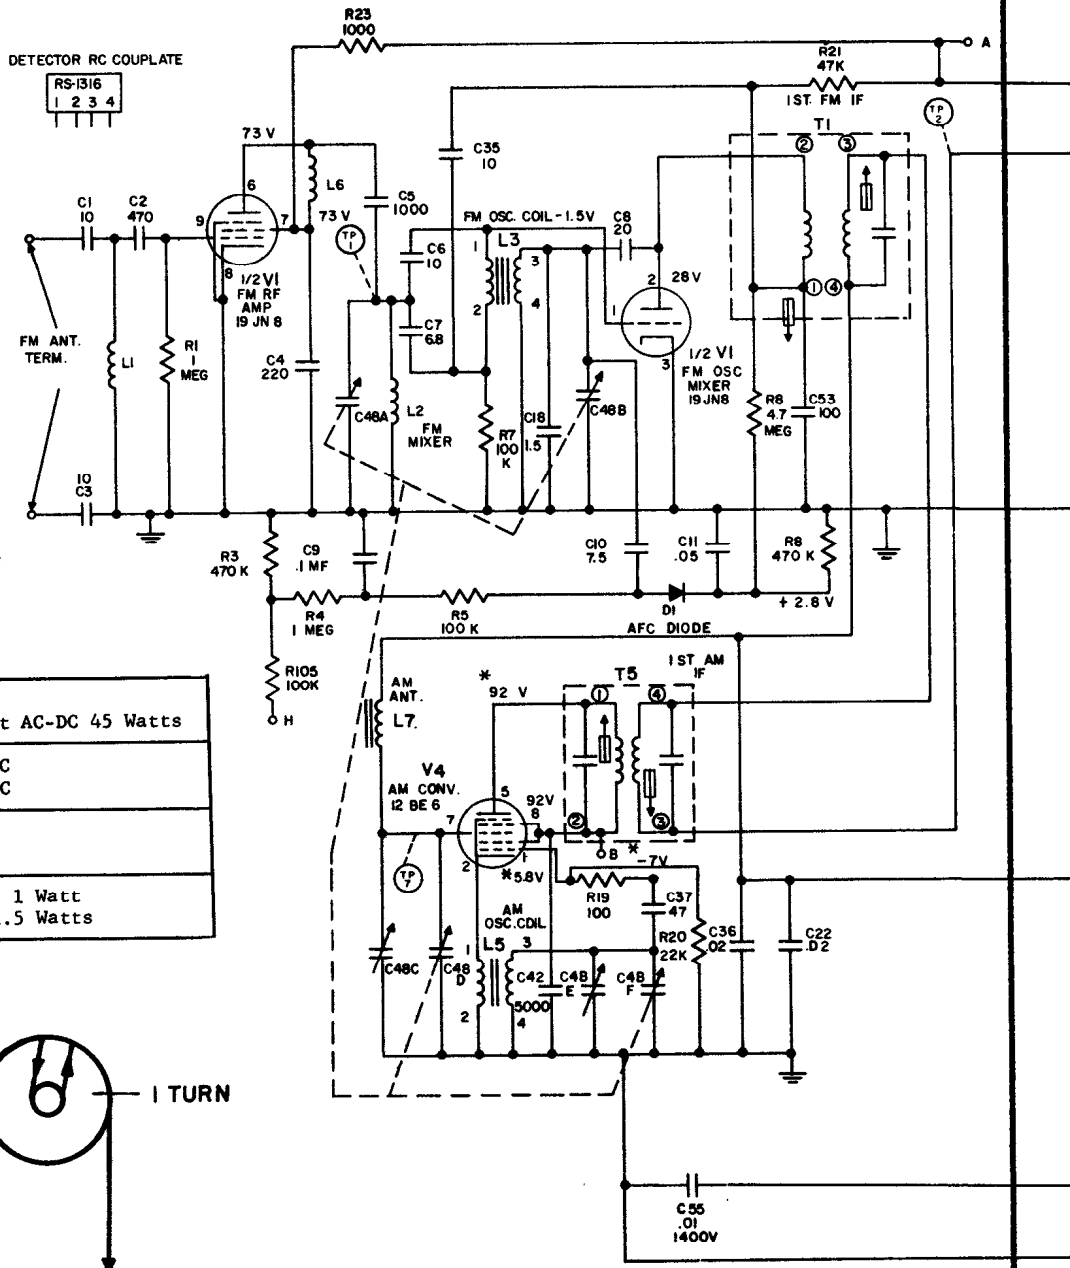 R23
1000
A
DETECTOR RC COUPLATE
RS-1316
1 2 3 4
R21
47K
1ST. FM IF
TP
2
T1
2
3
73 V
C35
10
6
L6
C5
1000
C1
10
C2
470
9
7
73 V
TP
1
FM OSC. COIL -1.5V
C8
20
1
L3
3
C6
10
8
1/2 V1
FM RF
AMP
19 JN 8
2
28V
1 4
2
4
1
C7
6.8
FM ANT.
TERM.
L1
R1
1
MEG
C4
220
3
1/2 V1
FM OSC
MIXER
19JN8
C48A
L2
FM
MIXER
C18
1.5
C48B
R8
4.7
MEG
C53
100
R7
100
K
10
C3
R3
470 K
C9
.1 MF
C10
7.5
C11
.05
R8
470 K
R4
1 MEG
R5
100 K
D1
+ 2.8 V
AFC DIODE
R105
100K
H
AM
ANT.
L7.
*
92 V
T5
1ST AM
IF
1
4
t AC-DC 45 Watts
C
C
V4
AM CONV.
12 BE 6
5
92V
8
2
3
7
B
*
2
1
*5.8V
-7V
TP
7
1 Watt
.5 Watts
R19
100
C37
47
AM
OSC.COIL
R20
22K
C36
.02
C22
.02
1
L5
3
C48C
C48
D
C42
5000
C48
E
C48
F
2
4
1 TURN
C55
.01
1400V